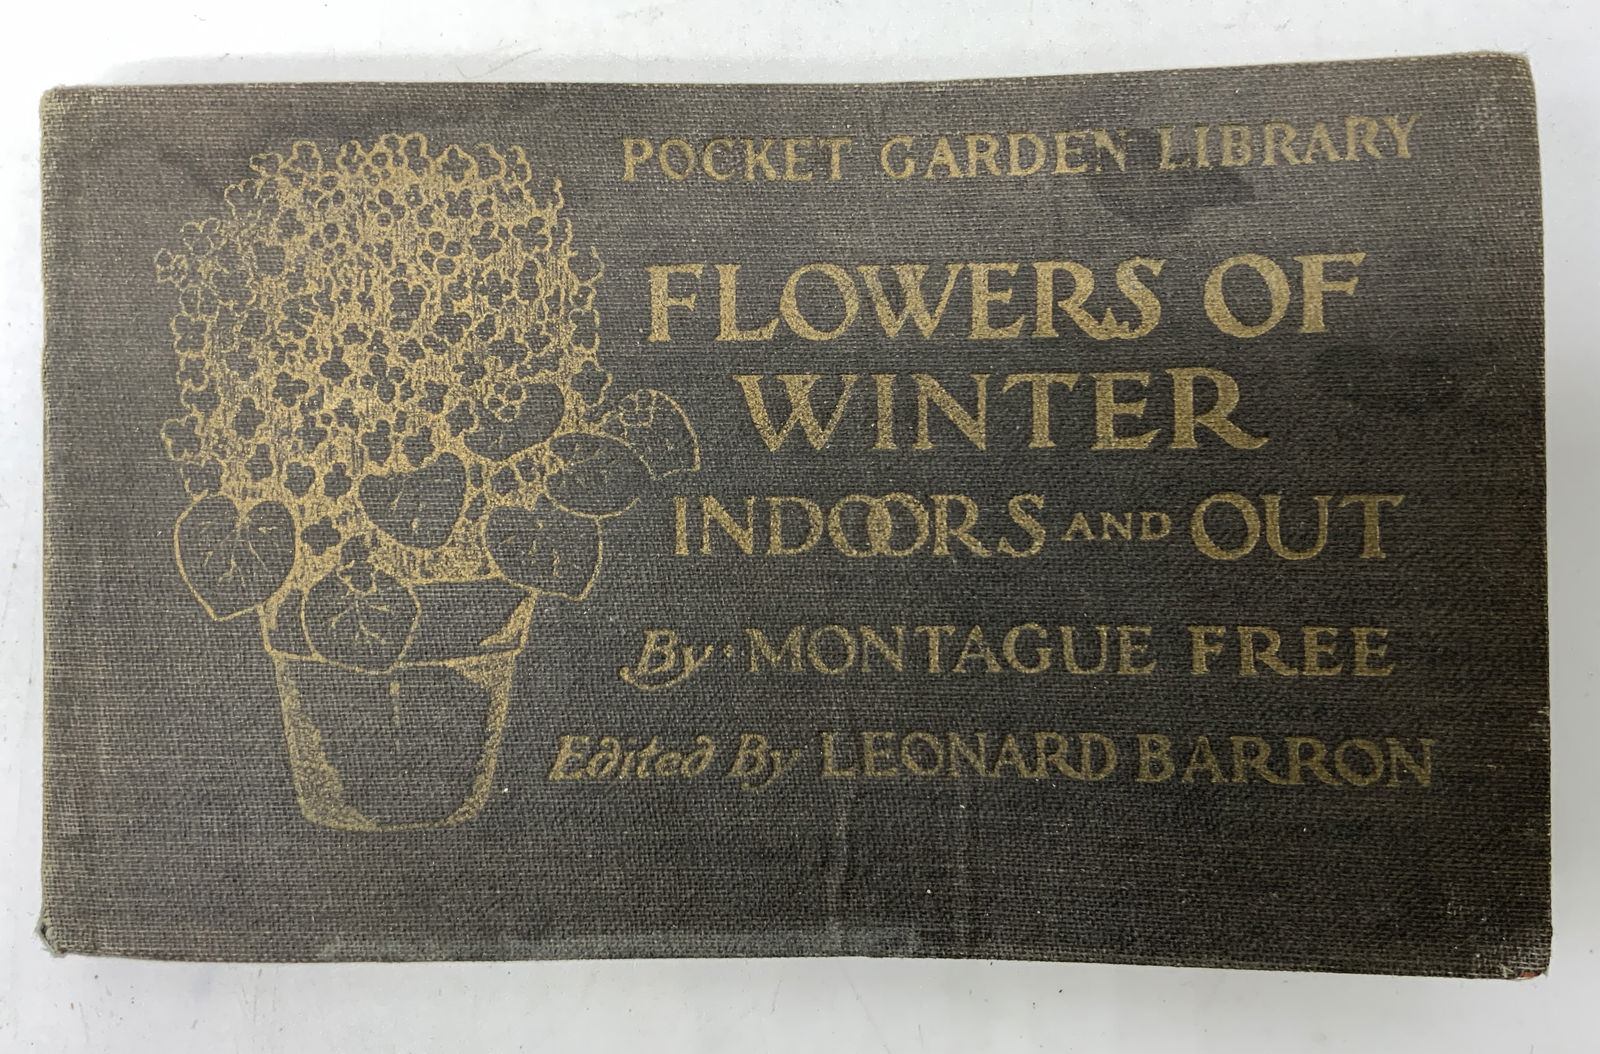 POCKET GARDEN LIBRARY
FLOWERS OF
WINTER
INDOORS AND OUT
By · MONTAGUE FREE
Edited By LEONARD BARRON